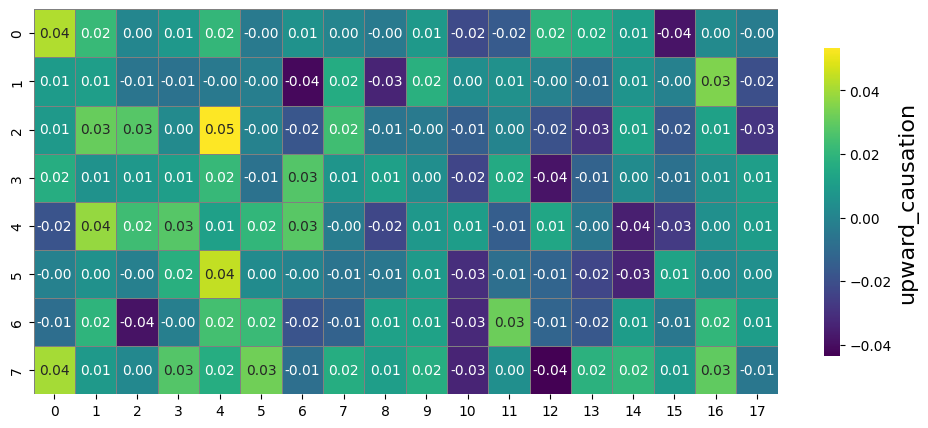 0 0.04 0.02 0.00 0.01 0.02 -0.00 0.01 0.00 -0.00 0.01 -0.02 -0.02 0.02 0.02 0.01 -0.04 0.00 -0.00
1 0.01 0.01 -0.01 -0.01 -0.00 -0.00 -0.04 0.02 -0.03 0.02 0.00 0.01 -0.00 -0.01 0.01 -0.00 0.03 -0.02
2 0.01 0.03 0.03 0.00 0.05 -0.00 -0.02 0.02 -0.01 -0.00 -0.01 0.00 -0.02 -0.03 0.01 -0.02 0.01 -0.03
3 0.02 0.01 0.01 0.01 0.02 -0.01 0.03 0.01 0.01 0.00 -0.02 0.02 -0.04 -0.01 0.00 -0.01 0.01 0.01
4 -0.02 0.04 0.02 0.03 0.01 0.02 0.03 -0.00 -0.02 0.01 0.01 -0.01 0.01 -0.01 -0.04 -0.03 0.00 0.01
5 -0.00 0.00 -0.00 0.02 0.04 0.00 -0.00 -0.01 -0.01 0.01 -0.03 -0.01 -0.01 -0.02 -0.03 0.01 0.00 0.00
6 -0.01 0.02 -0.04 -0.00 0.02 0.02 -0.02 -0.01 0.01 0.01 -0.03 0.03 -0.01 -0.02 0.01 -0.01 0.02 0.01
7 0.04 0.01 0.00 0.03 0.02 0.03 -0.01 0.02 0.01 0.02 -0.03 0.00 -0.04 0.02 0.02 0.01 0.03 -0.01
0 1 2 3 4 5 6 7 8 9 10 11 12 13 14 15 16 17
0.04
0.02
0.00
−0.02
−0.04
upward_causation